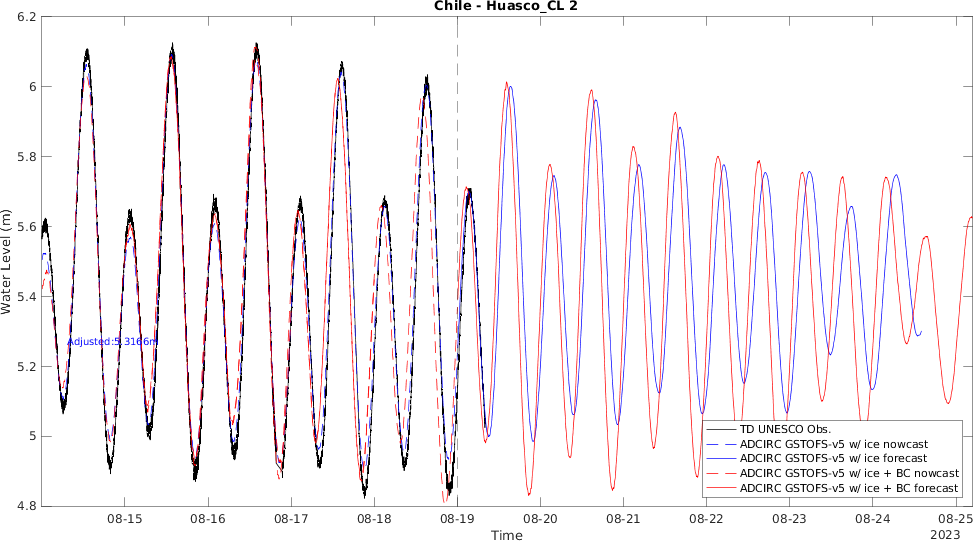 Chile - Huasco_CL 2
6.2
6
5.8
5.6
5.4
5.2
5
4.8
Water Level (m)
Adjusted:5.3166m
TD UNESCO Obs.
ADCIRC GSTOFS-v5 w/ ice nowcast
ADCIRC GSTOFS-v5 w/ ice forecast
ADCIRC GSTOFS-v5 w/ ice + BC nowcast
ADCIRC GSTOFS-v5 w/ ice + BC forecast
08-15 08-16 08-17 08-18 08-19 08-20 08-21 08-22 08-23 08-24 08-25
Time
2023